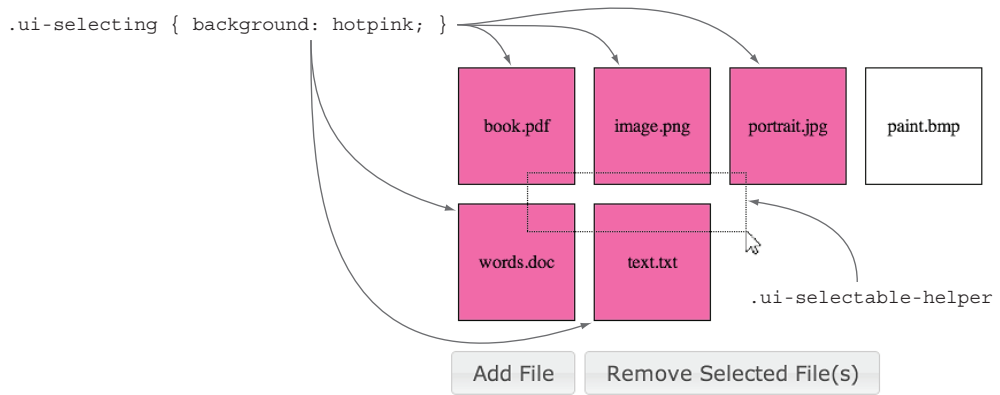 .ui-selecting { background: hotpink; }
book.pdf
image.png
portrait.jpg
paint.bmp
words.doc
text.txt
.ui-selectable-helper
Add File
Remove Selected File(s)